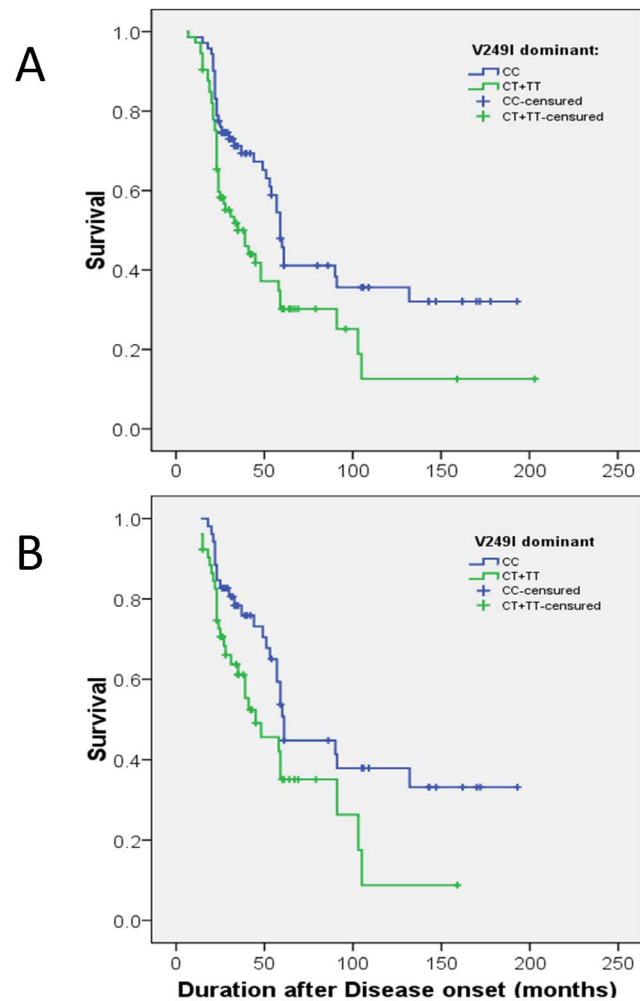 A
V249I dominant:
CC
CT+TT
CC-censured
CT+TT-censured
Survival
1.0
0.8
0.6
0.4
0.2
0.0
0 50 100 150 200 250
B
V249I dominant
CC
CT+TT
CC-censured
CT+TT-censured
Survival
1.0
0.8
0.6
0.4
0.2
0.0
0 50 100 150 200 250
Duration after Disease onset (months)